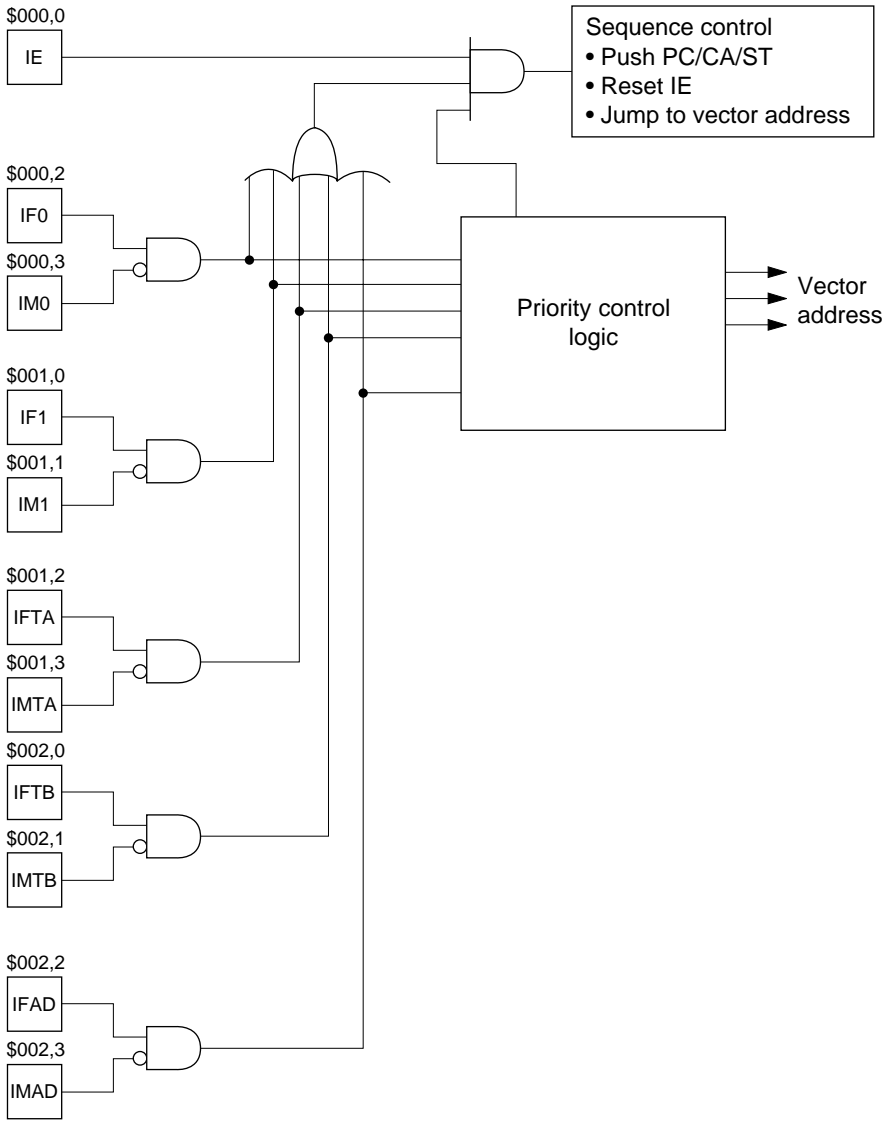 $000,0
IE
Sequence control
• Push PC/CA/ST
• Reset IE
• Jump to vector address
$000,2
IF0
$000,3
IM0
Priority control
logic
Vector
address
$001,0
IF1
$001,1
IM1
$001,2
IFTA
$001,3
IMTA
$002,0
IFTB
$002,1
IMTB
$002,2
IFAD
$002,3
IMAD